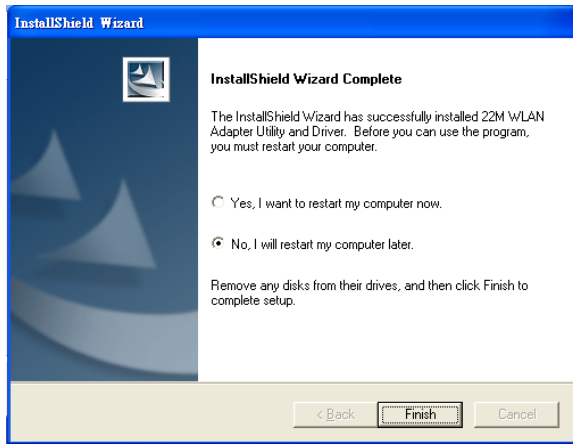 InstallShield Wizard
InstallShield Wizard Complete
The InstallShield Wizard has successfully installed 22M WLAN
Adapter Utility and Driver. Before you can use the program,
you must restart your computer.
Yes, I want to restart my computer now.
No, I will restart my computer later.
Remove any disks from their drives, and then click Finish to
complete setup.
< Back Finish Cancel